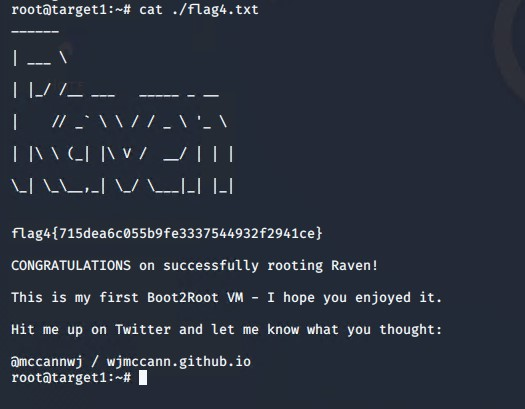 root@target1:~# cat ./flag4.txt
______
| ___ \
| |_/ /__ ___   _____ _ __
|    // _` \ \ / / _ \ '_ \
| |\ \ (_| |\ V /  __/ | | |
\_| \_\__,_| \_/ \___|_| |_|
flag4{715dea6c055b9fe3337544932f2941ce}
CONGRATULATIONS on successfully rooting Raven!
This is my first Boot2Root VM - I hope you enjoyed it.
Hit me up on Twitter and let me know what you thought:
@mccannwj / wjmccann.github.io
root@target1:~#